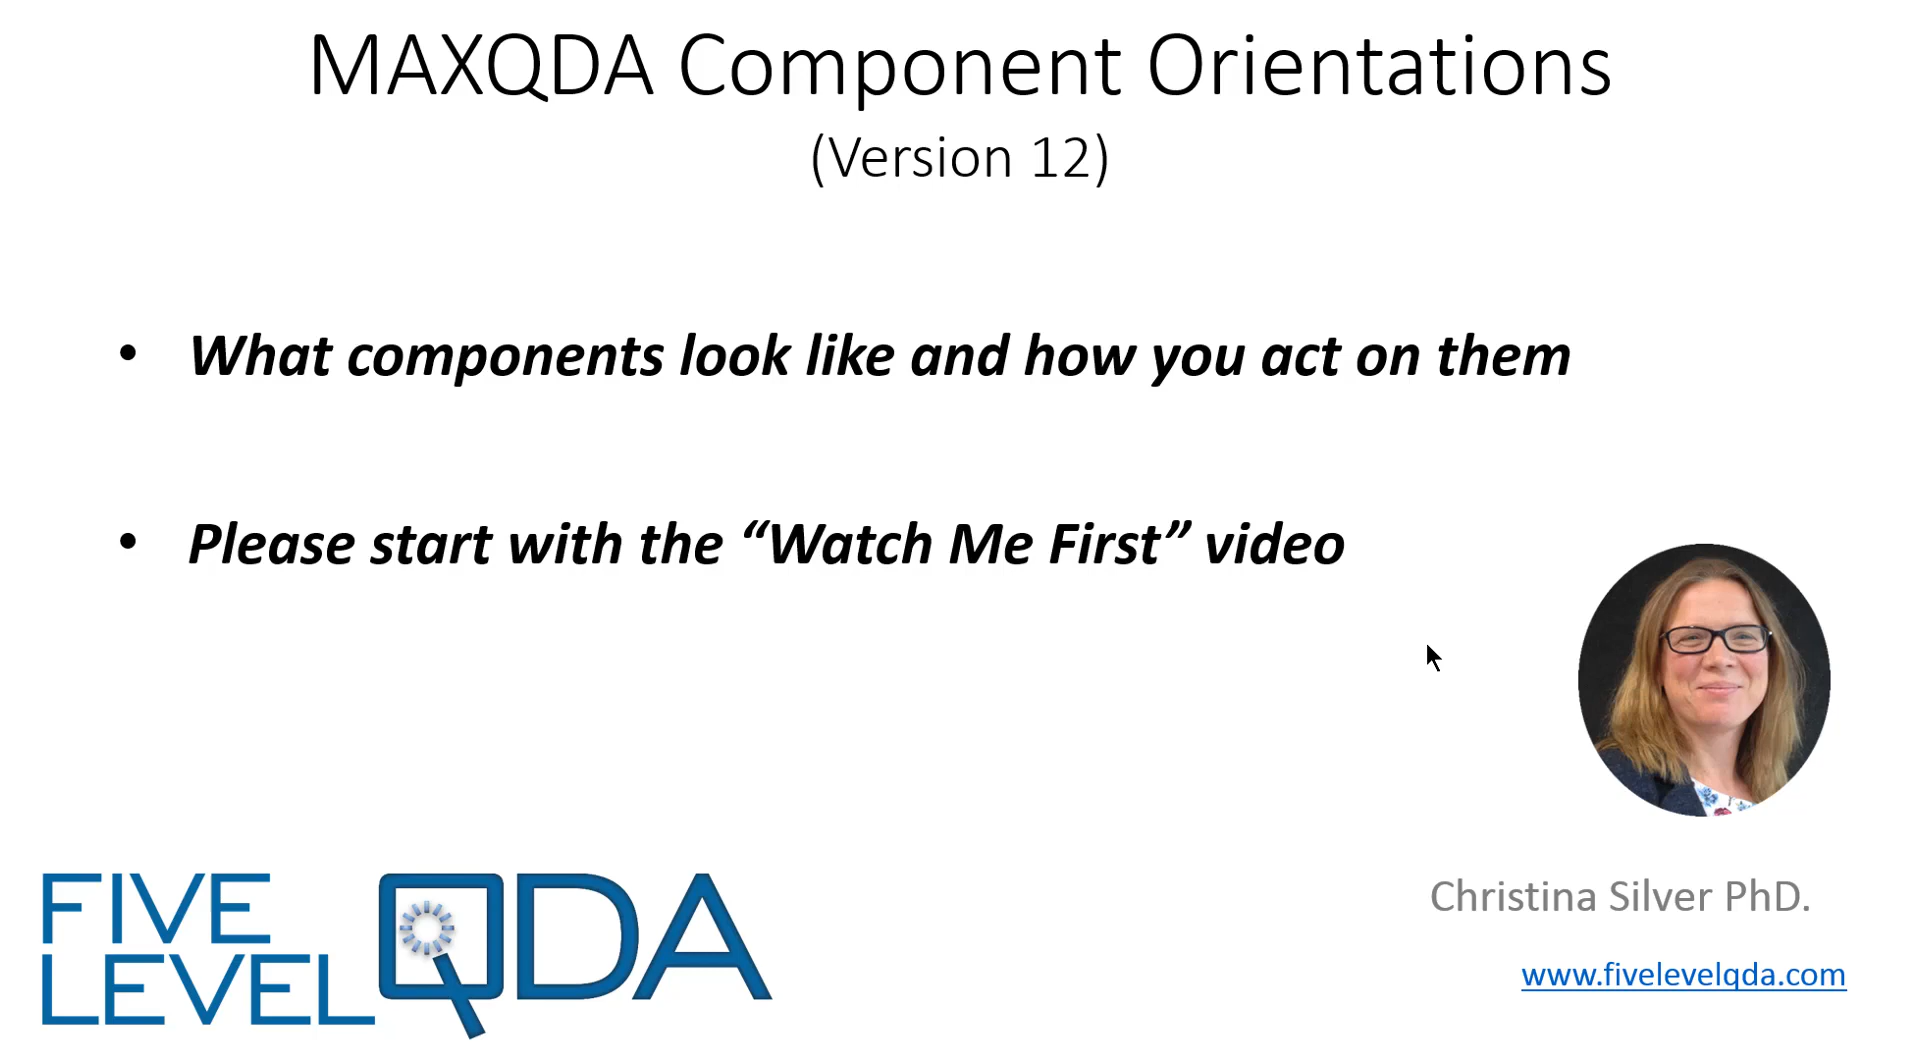 MAXQDA Component Orientations
(Version 12)
• What components look like and how you act on them
• Please start with the “Watch Me First” video
Christina Silver PhD.
www.fivelevelqda.com
FIVE
LEVEL
QDA